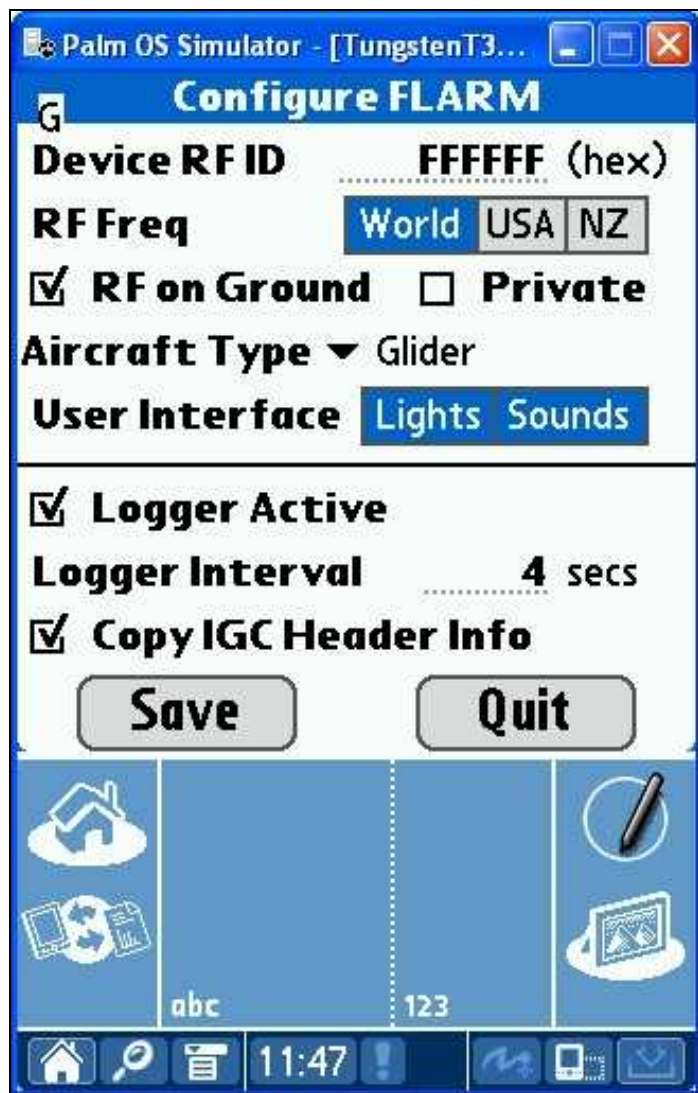 Palm OS Simulator - [TungstenT3...
Configure FLARM
G
Device RF ID FFFFFF (hex)
RF Freq World USA NZ
RF on Ground Private
Aircraft Type Glider
User Interface Lights Sounds
Logger Active
Logger Interval 4 secs
Copy IGC Header Info
Save Quit
abc 123
11:47 !